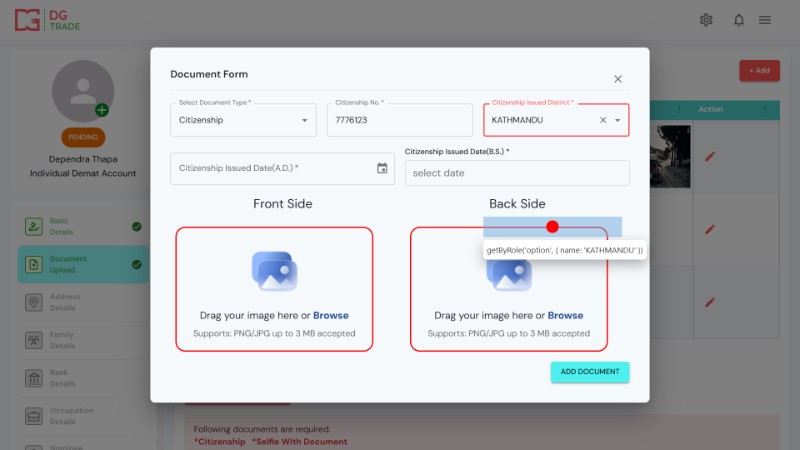 DG
TRADE
Document Form
+ Add
Select Document Type *
Citizenship
Citizenship No. *
7776123
Citizenship Issued District *
KATHMANDU
Action
PENDING
Dependra Thapa
Individual Demat Account
Citizenship Issued Date(A.D.) *
Citizenship Issued Date(B.S.) *
select date
Front Side
Back Side
getByRole('option', { name: 'KATHMANDU' })
Drag your image here or Browse
Supports: PNG/JPG up to 3 MB accepted
Drag your image here or Browse
Supports: PNG/JPG up to 3 MB accepted
ADD DOCUMENT
Basic
Details
Document
Upload
Address
Details
Family
Details
Bank
Details
Occupation
Details
Nominee
Following documents are required.
*Citizenship *Selfie With Document